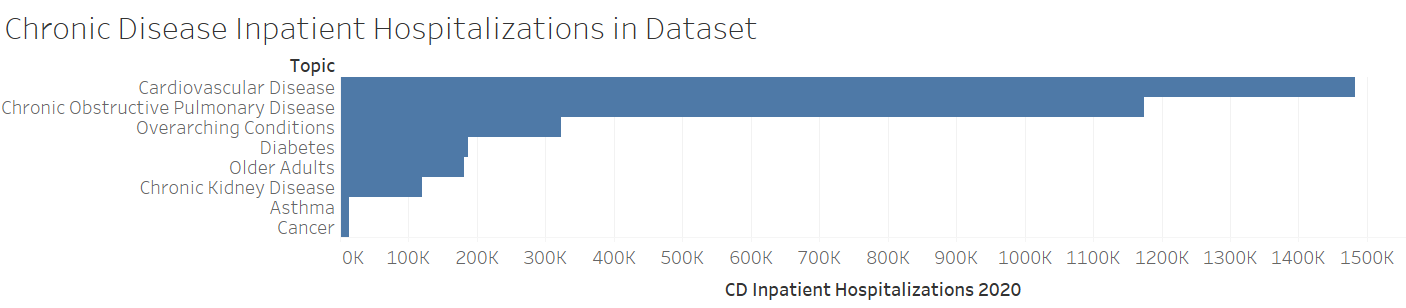 Chronic Disease Inpatient Hospitalizations in Dataset
Topic
Cardiovascular Disease
Chronic Obstructive Pulmonary Disease
Overarching Conditions
Diabetes
Older Adults
Chronic Kidney Disease
Asthma
Cancer
0K 100K 200K 300K 400K 500K 600K 700K 800K 900K 1000K 1100K 1200K 1300K 1400K 1500K
CD Inpatient Hospitalizations 2020